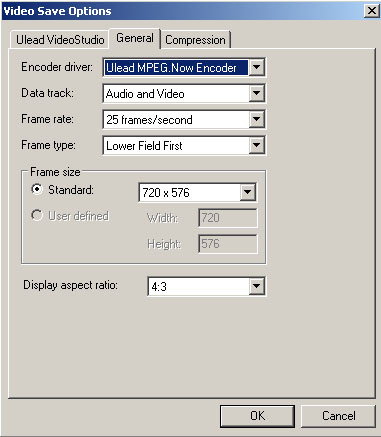 Video Save Options
Ulead VideoStudio General Compression
Encoder driver: Ulead MPEG.Now Encoder
Data track: Audio and Video
Frame rate: 25 frames/second
Frame type: Lower Field First
Frame size
Standard: 720 x 576
User defined Width: 720
Height: 576
Display aspect ratio: 4:3
OK Cancel